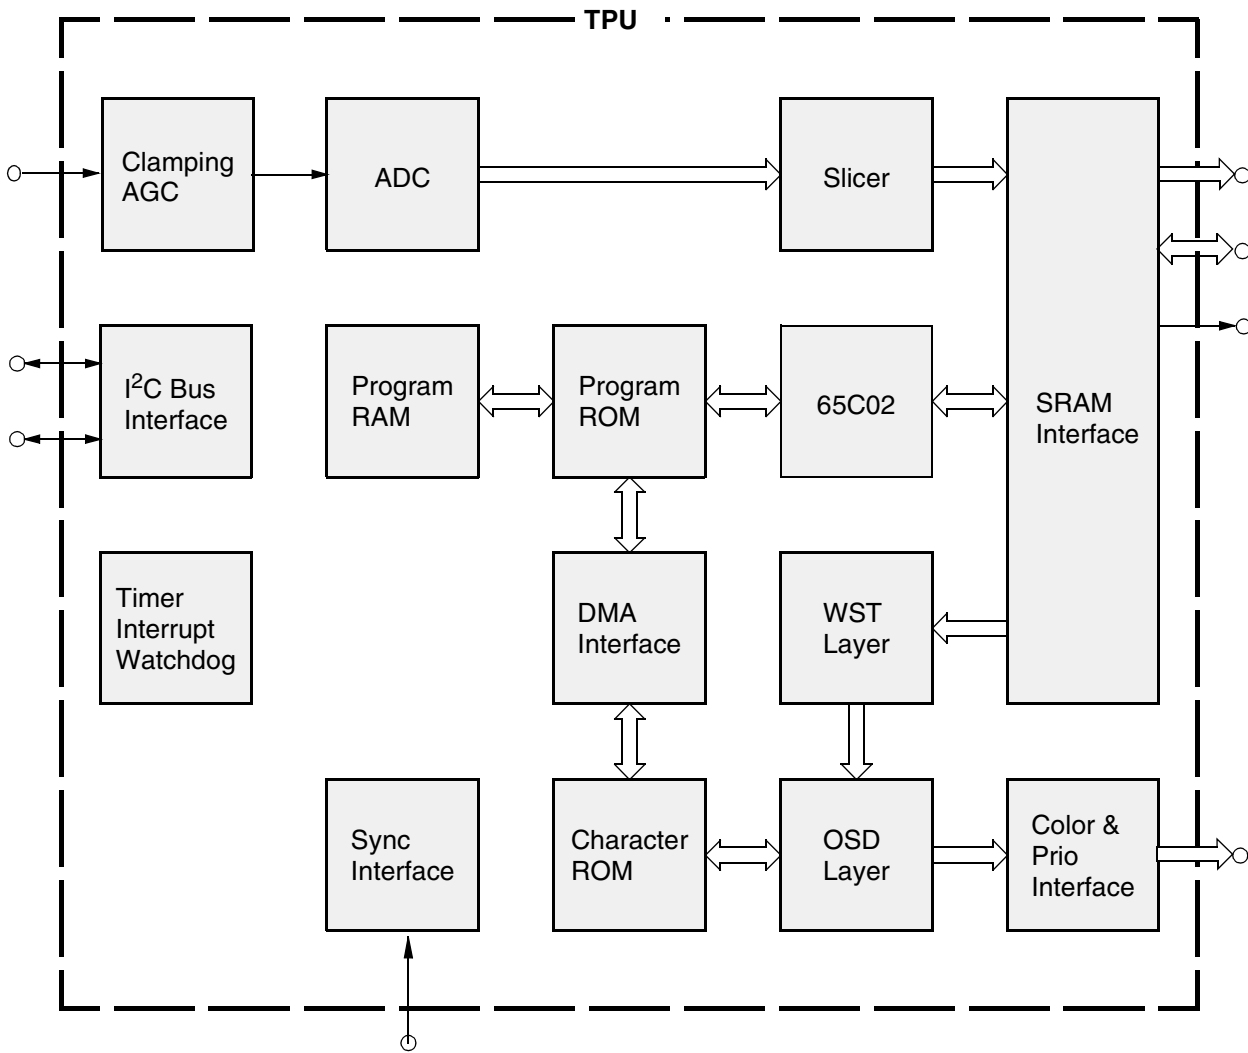 TPU
Clamping
AGC
ADC
Slicer
I²C Bus
Interface
Program
RAM
Program
ROM
65C02
SRAM
Interface
Timer
Interrupt
Watchdog
DMA
Interface
WST
Layer
Sync
Interface
Character
ROM
OSD
Layer
Color &
Prio
Interface